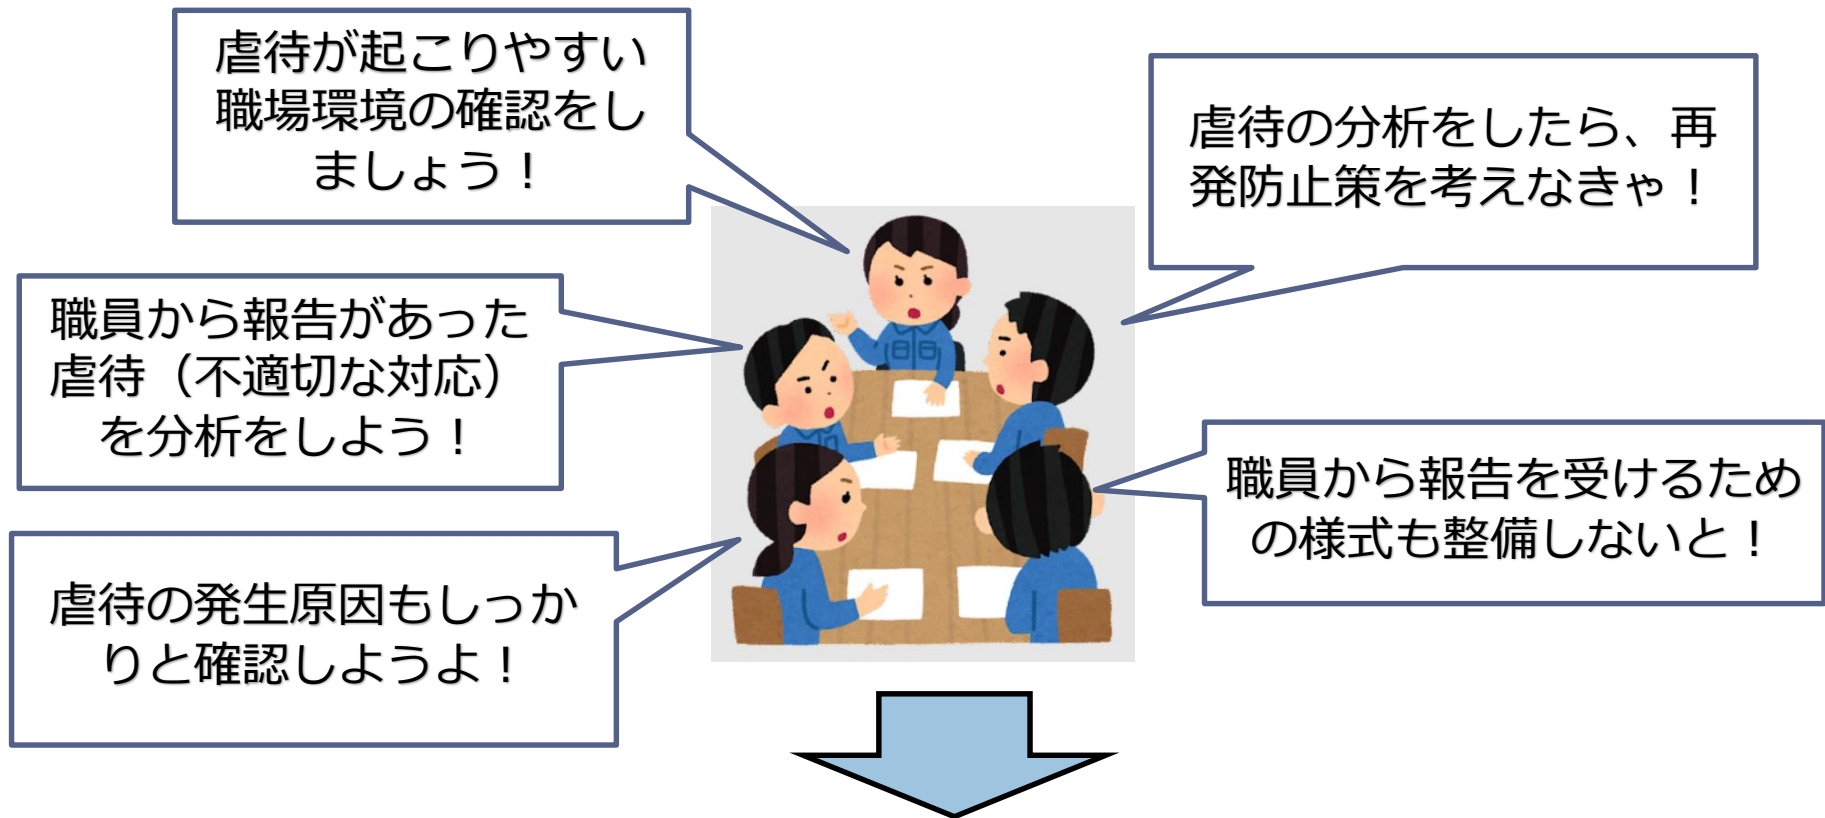 虐待が起こりやすい
職場環境の確認をし
ましょう！
虐待の分析をしたら、再
発防止策を考えなきゃ！
職員から報告があった
虐待（不適切な対応）
を分析をしよう！
職員から報告を受けるため
の様式も整備しないと！
虐待の発生原因もしっか
りと確認しようよ！